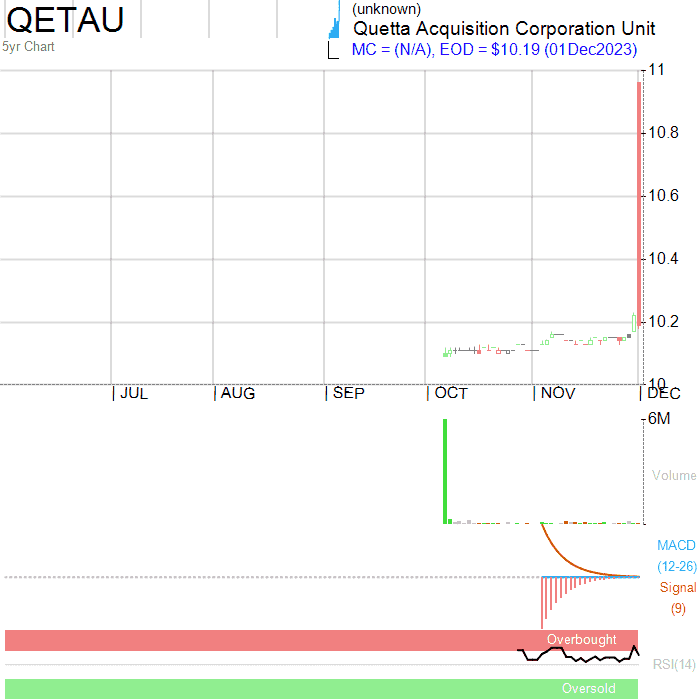 QETAU
(unknown)
Quetta Acquisition Corporation Unit
5yr Chart
MC = (N/A), EOD = $10.19 (01Dec2023)
11
10.8
10.6
10.4
10.2
10
JUL
AUG
SEP
OCT
NOV
DEC
6M
Volume
MACD
(12-26)
Signal
(9)
Overbought
RSI(14)
Oversold